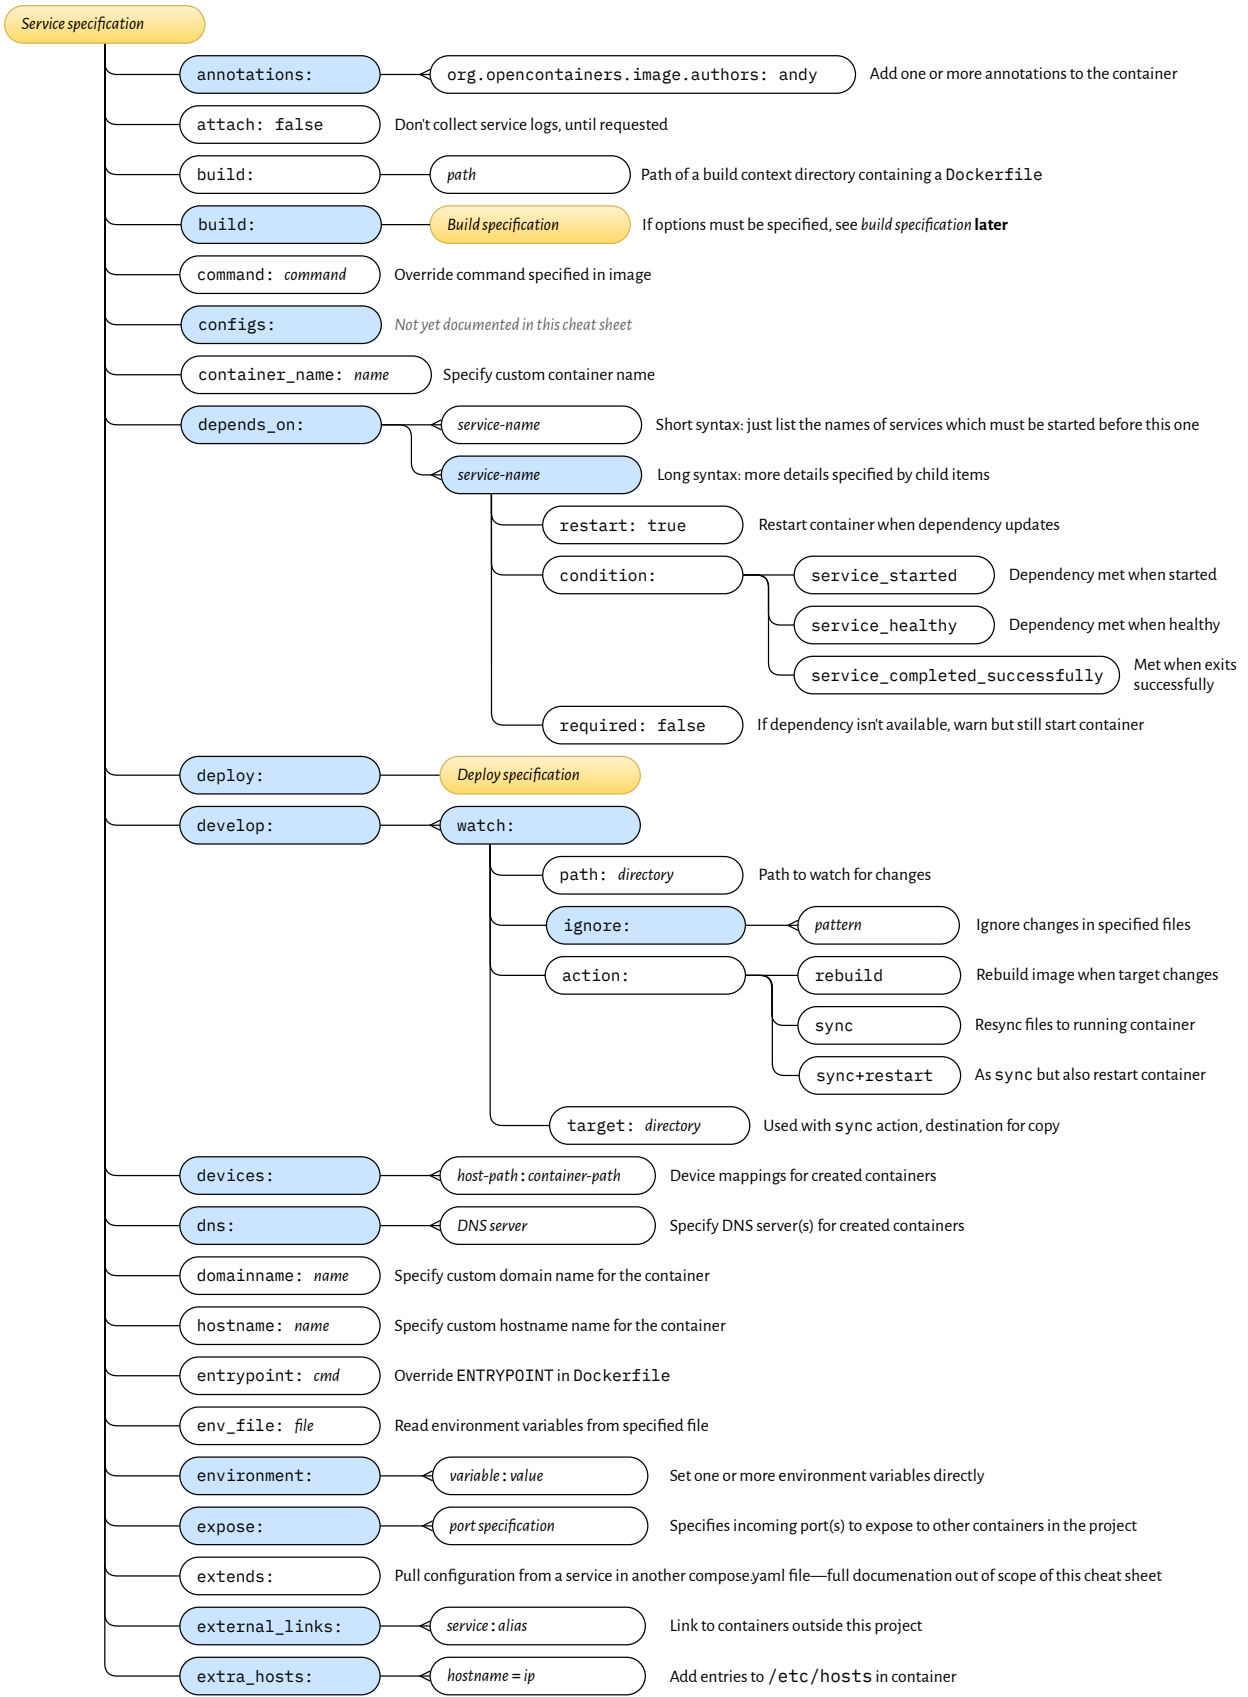 Service specification
annotations: org.opencontainers.image.authors: andy Add one or more annotations to the container
attach: false Don't collect service logs, until requested
build: path Path of a build context directory containing a Dockerfile
build: Build specification If options must be specified, see build specification later
command: command Override command specified in image
configs: Not yet documented in this cheat sheet
container_name: name Specify custom container name
depends_on: service-name Short syntax: just list the names of services which must be started before this one
service-name Long syntax: more details specified by child items
restart: true Restart container when dependency updates
condition: service_started Dependency met when started
service_healthy Dependency met when healthy
service_completed_successfully Met when exits
successfully
required: false If dependency isn't available, warn but still start container
deploy: Deploy specification
develop: watch:
path: directory Path to watch for changes
ignore: pattern Ignore changes in specified files
action: rebuild Rebuild image when target changes
sync Resync files to running container
sync+restart As sync but also restart container
target: directory Used with sync action, destination for copy
devices: host-path:container-path Device mappings for created containers
dns: DNS server Specify DNS server(s) for created containers
domainname: name Specify custom domain name for the container
hostname: name Specify custom hostname name for the container
entrypoint: cmd Override ENTRYPOINT in Dockerfile
env_file: file Read environment variables from specified file
environment: variable:value Set one or more environment variables directly
expose: port specification Specifies incoming port(s) to expose to other containers in the project
extends: Pull configuration from a service in another compose.yaml file—full documenation out of scope of this cheat sheet
external_links: service:alias Link to containers outside this project
extra_hosts: hostname = ip Add entries to /etc/hosts in container